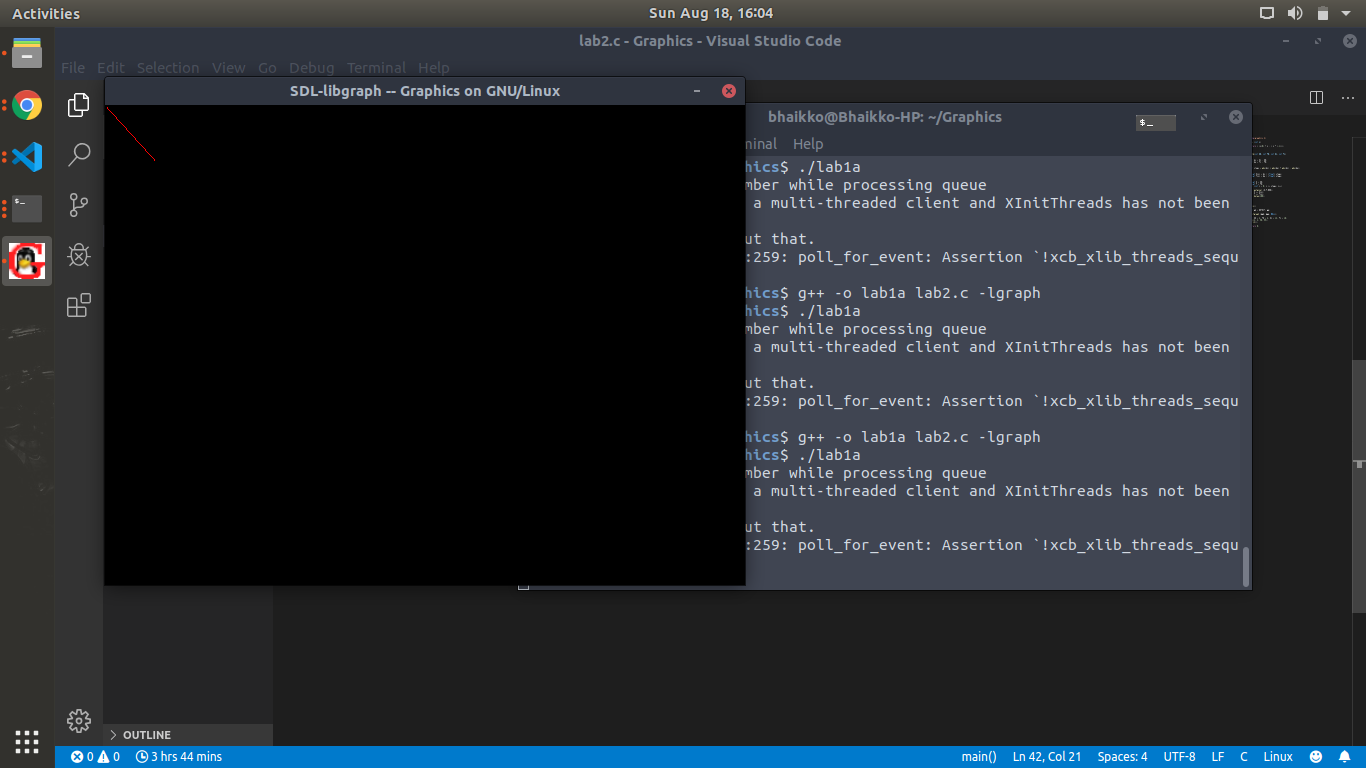 Activities
Sun Aug 18, 16:04
lab2.c - Graphics - Visual Studio Code
File Edit Selection View Go Debug Terminal Help
SDL-libgraph -- Graphics on GNU/Linux
bhaikko@Bhaikko-HP: ~/Graphics
minal Help
hics$ ./lab1a
mber while processing queue
a multi-threaded client and XInitThreads has not been
ut that.
:259: poll_for_event: Assertion `!xcb_xlib_threads_sequ
hics$ g++ -o lab1a lab2.c -lgraph
hics$ ./lab1a
mber while processing queue
a multi-threaded client and XInitThreads has not been
ut that.
:259: poll_for_event: Assertion `!xcb_xlib_threads_sequ
hics$ g++ -o lab1a lab2.c -lgraph
hics$ ./lab1a
mber while processing queue
a multi-threaded client and XInitThreads has not been
ut that.
:259: poll_for_event: Assertion `!xcb_xlib_threads_sequ
OUTLINE
0 0 3 hrs 44 mins
main() Ln 42, Col 21 Spaces: 4 UTF-8 LF C Linux